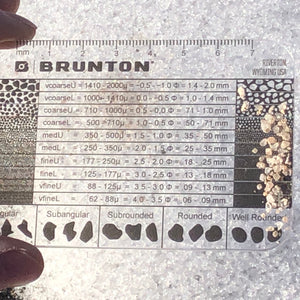 mm 1 2 3 4 5 6 7
BRUNTON RIVERTON
WYOMING USA
vcoarseU = 1410 - 2000µ = -0.5 - -1.0 Φ = 1.4 - 2.0 mm
vcoarseL = 1000 - 1410µ = -0.0 - -0.5 Φ = 1.0 - 1.4 mm
coarseU = 710 - 1000µ = 0.5 - 0.0 Φ = .71 - 1.0 mm
coarseL = 500 - 710µ = 1.0 - 0.5 Φ = .50 - .71 mm
medU = 350 - 500µ = 1.5 - 1.0 Φ = .35 - .50 mm
medL = 250 - 350µ = 2.0 - 1.5 Φ = .25 - .35 mm
fineU = 177 - 250µ = 2.5 - 2.0 Φ = .18 - .25 mm
fineL = 125 - 177µ = 3.0 - 2.5 Φ = .13 - .18 mm
vfineU = 88 - 125µ = 3.5 - 3.0 Φ = .09 - .13 mm
vfineL = 62 - 88µ = 4.0 - 3.5 Φ = .06 - .09 mm
gular Subangular Subrounded Rounded Well Rounde